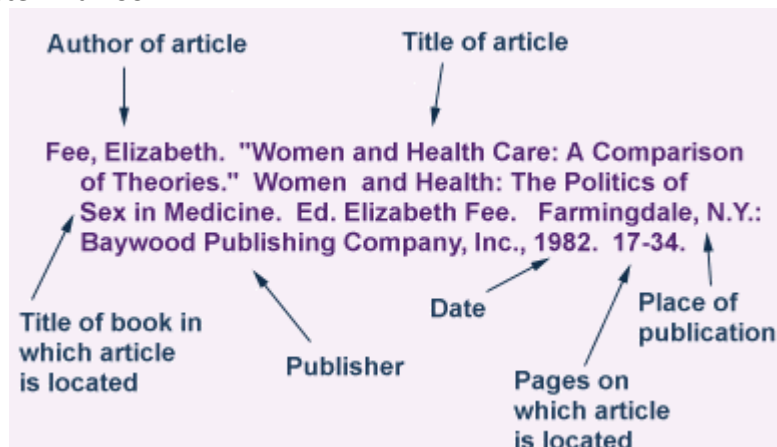 Author of article
Title of article
Fee, Elizabeth. "Women and Health Care: A Comparison
of Theories." Women and Health: The Politics of
Sex in Medicine. Ed. Elizabeth Fee. Farmingdale, N.Y.:
Baywood Publishing Company, Inc., 1982. 17-34.
Title of book in
which article
is located
Publisher
Date
Pages on
which article
is located
Place of
publication